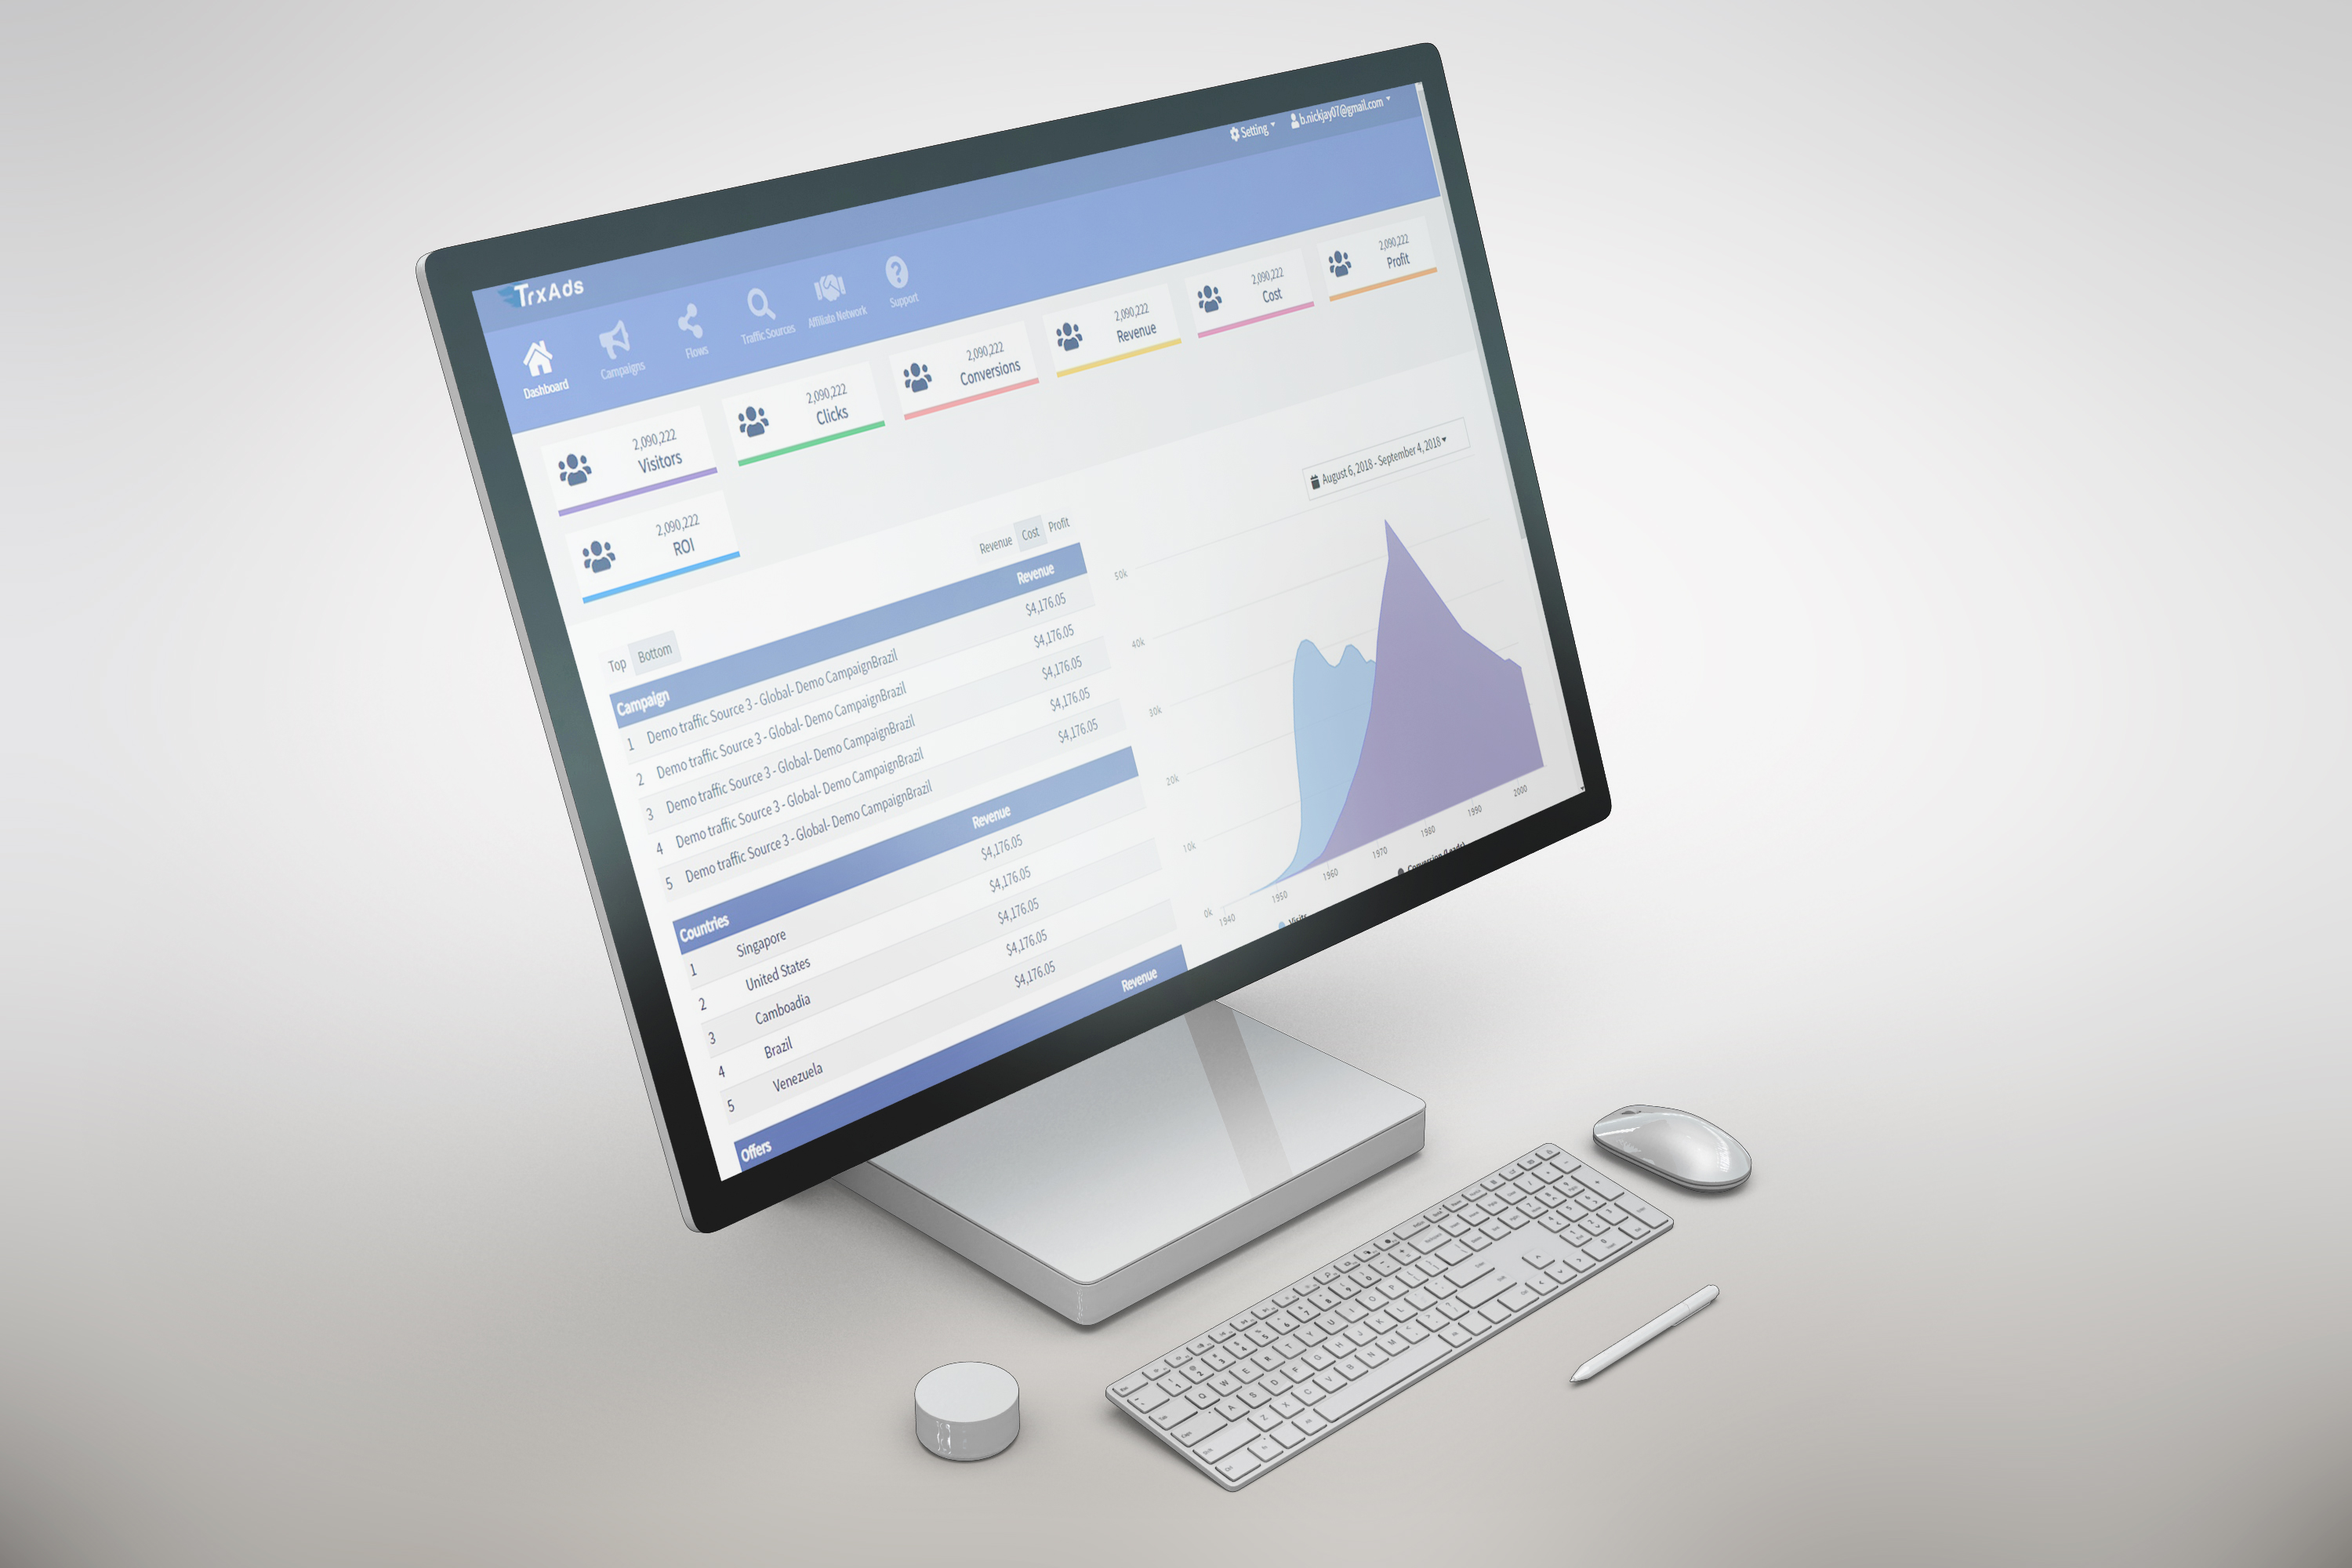 Setting
b.nickjay07@gmail.com
TrxAds
Dashboard
Campaigns
Flows
Traffic Sources
Affiliate Network
Support
2,090,222
Visitors
2,090,222
Clicks
2,090,222
Conversions
2,090,222
Revenue
2,090,222
Cost
2,090,222
Profit
2,090,222
ROI
August 6, 2018 - September 4, 2018
Top Bottom
Revenue Cost Profit
Campaign Revenue
1 Demo traffic Source 3 - Global- Demo CampaignBrazil $4,176.05
2 Demo traffic Source 3 - Global- Demo CampaignBrazil $4,176.05
3 Demo traffic Source 3 - Global- Demo CampaignBrazil $4,176.05
4 Demo traffic Source 3 - Global- Demo CampaignBrazil $4,176.05
5 Demo traffic Source 3 - Global- Demo CampaignBrazil $4,176.05
Countries Revenue
1 Singapore $4,176.05
2 United States $4,176.05
3 Camboadia $4,176.05
4 Brazil $4,176.05
5 Venezuela $4,176.05
Offers Revenue
50k
40k
30k
20k
10k
0k
1940 1950 1960 1970 1980 1990 2000
Visits